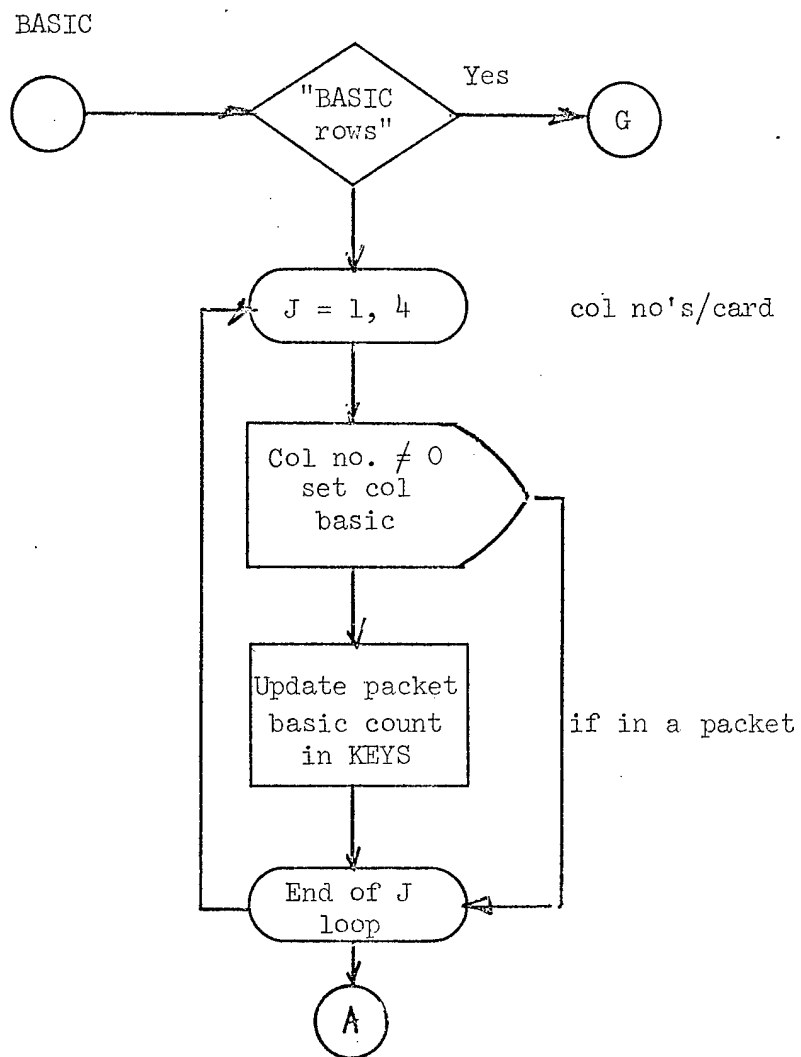 BASIC
"BASIC
rows"
Yes
G
J = 1, 4
col no's/card
Col no. ≠ 0
set col
basic
Update packet
basic count
in KEYS
if in a packet
End of J
loop
A